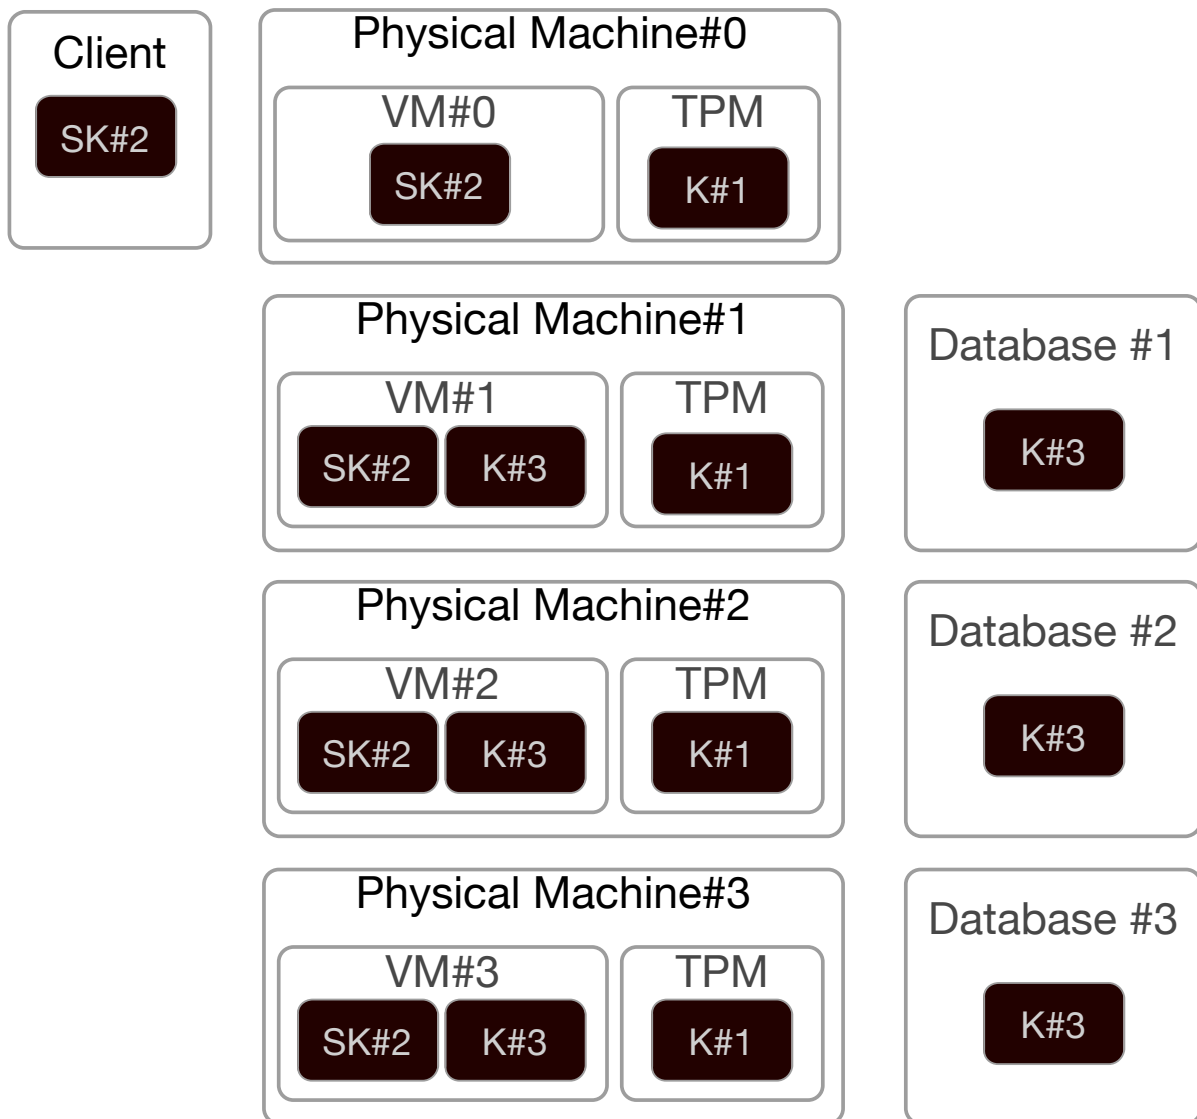 Client
SK#2
Physical Machine#0
VM#0
SK#2
TPM
K#1
Physical Machine#1
VM#1
SK#2 K#3
TPM
K#1
Database #1
K#3
Physical Machine#2
VM#2
SK#2 K#3
TPM
K#1
Database #2
K#3
Physical Machine#3
VM#3
SK#2 K#3
TPM
K#1
Database #3
K#3